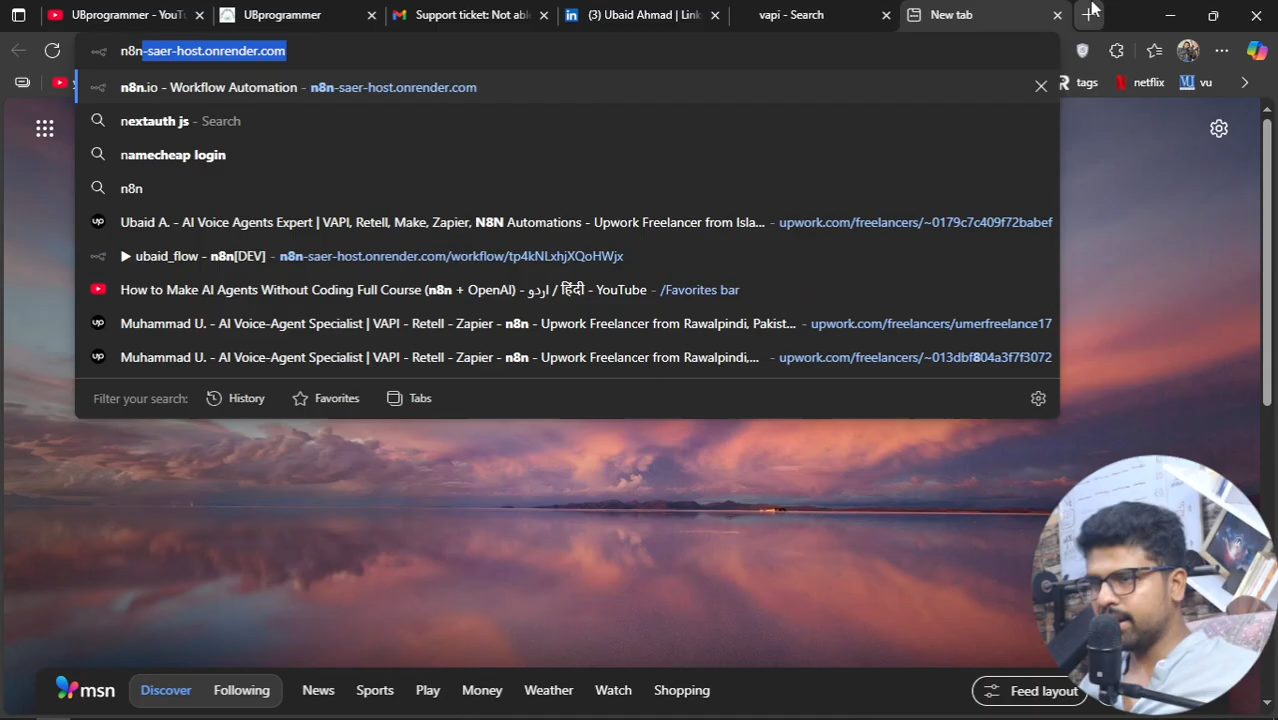 UBprogrammer - YouTu
UBprogrammer
Support ticket: Not abl
(3) Ubaid Ahmad | Link
vapi - Search
New tab
n8n-saer-host.onrender.com
n8n.io - Workflow Automation - n8n-saer-host.onrender.com
nextauth js - Search
namecheap login
n8n
Ubaid A. - AI Voice Agents Expert | VAPI, Retell, Make, Zapier, N8N Automations - Upwork Freelancer from Isla... - upwork.com/freelancers/~0179c7c409f72babef
▶ ubaid_flow - n8n[DEV] - n8n-saer-host.onrender.com/workflow/tp4kNLxhjXQoHWjx
How to Make AI Agents Without Coding Full Course (n8n + OpenAI) - اردو / हिंदी - YouTube - /Favorites bar
Muhammad U. - AI Voice-Agent Specialist | VAPI - Retell - Zapier - n8n - Upwork Freelancer from Rawalpindi, Pakist... - upwork.com/freelancers/umerfreelance17
Muhammad U. - AI Voice-Agent Specialist | VAPI - Retell - Zapier - n8n - Upwork Freelancer from Rawalpindi,... - upwork.com/freelancers/~013dbf804a3f7f3072
Filter your search: History Favorites Tabs
tags netflix vu
msn Discover Following News Sports Play Money Weather Watch Shopping Feed layout